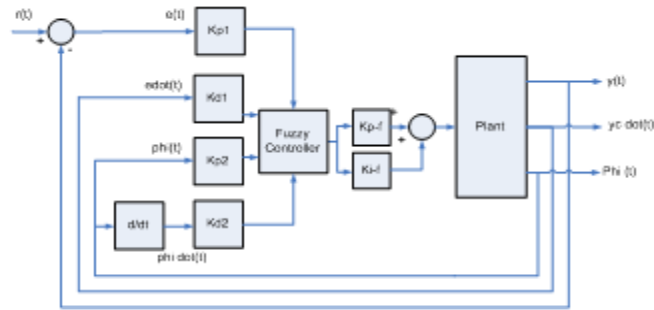 r(t)
e(t)
Kp1
+
-
edot(t)
Kd1
phi(t)
Kp2
d/dt
Kd2
phi dot(t)
Fuzzy
Controller
Kp-f
Ki-f
+
+
Plant
y(t)
yc dot(t)
Phi (t)